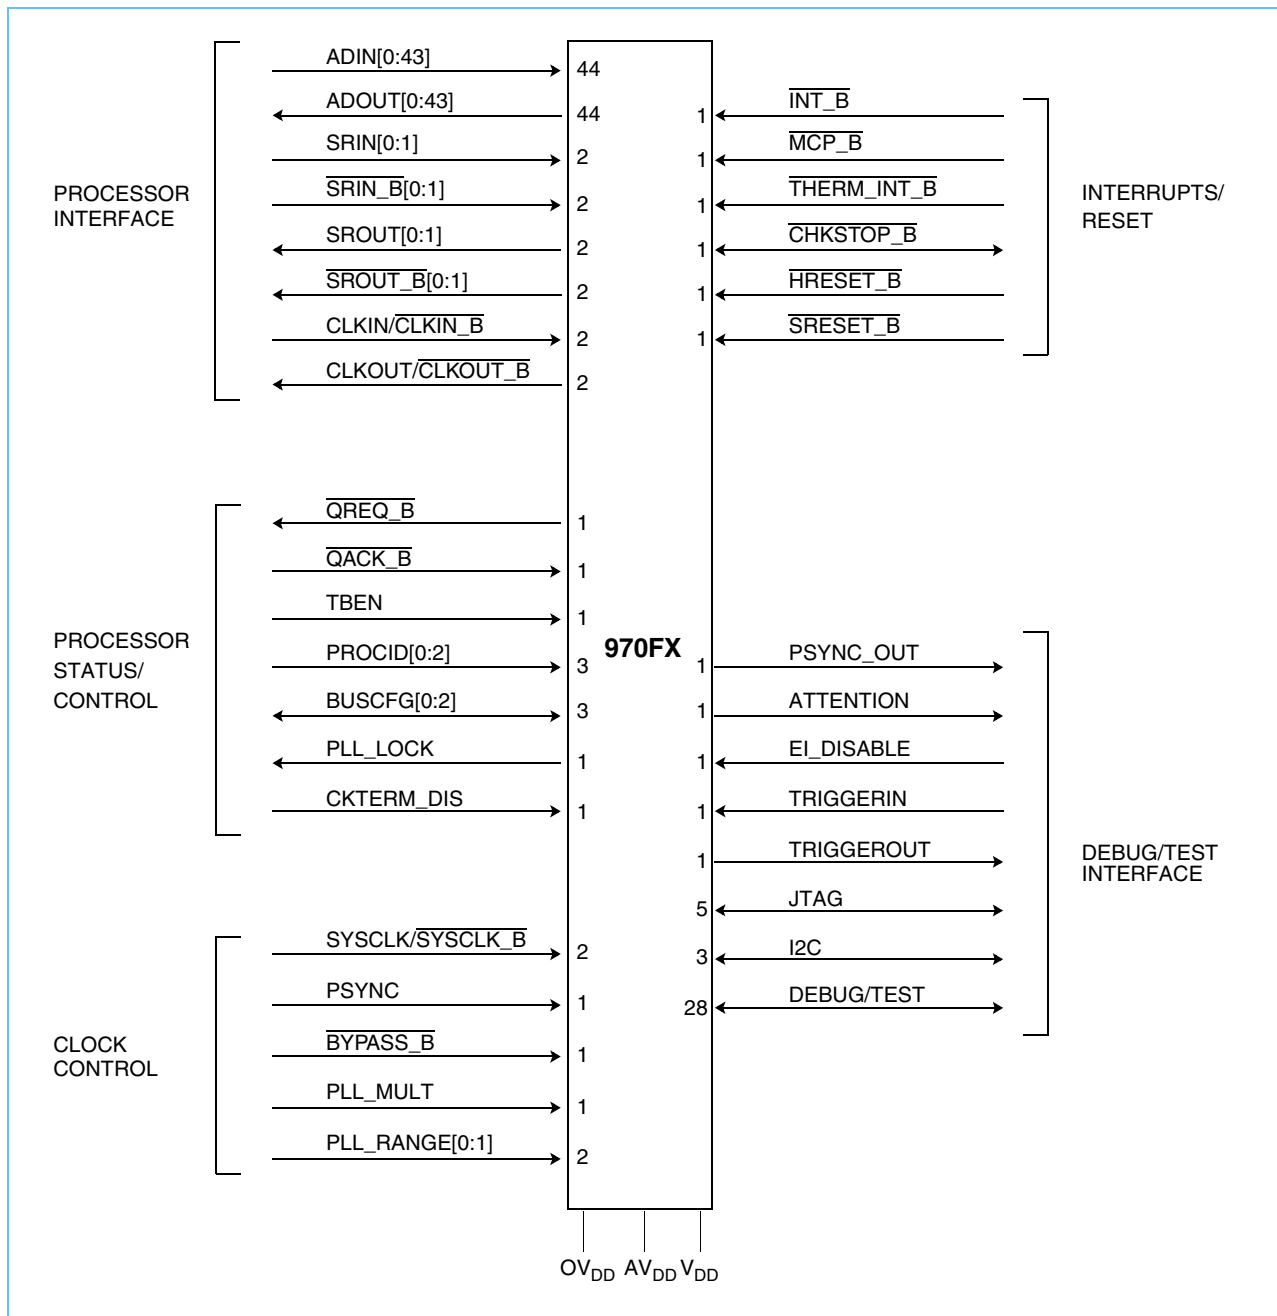 PROCESSOR
INTERFACE
ADIN[0:43]
44
ADOUT[0:43]
44
SRIN[0:1]
2
SRIN_B[0:1]
2
SROUT[0:1]
2
SROUT_B[0:1]
2
CLKIN/CLKIN_B
2
CLKOUT/CLKOUT_B
2
PROCESSOR
STATUS/
CONTROL
QREQ_B
1
QACK_B
1
TBEN
1
PROCID[0:2]
3
BUSCFG[0:2]
3
PLL_LOCK
1
CKTERM_DIS
1
CLOCK
CONTROL
SYSCLK/SYSCLK_B
2
PSYNC
1
BYPASS_B
1
PLL_MULT
1
PLL_RANGE[0:1]
2
970FX
1
INT_B
1
MCP_B
1
THERM_INT_B
1
CHKSTOP_B
1
HRESET_B
1
SRESET_B
INTERRUPTS/
RESET
1
PSYNC_OUT
1
ATTENTION
1
EI_DISABLE
1
TRIGGERIN
1
TRIGGEROUT
5
JTAG
3
I2C
28
DEBUG/TEST
DEBUG/TEST
INTERFACE
OVDD AVDD VDD